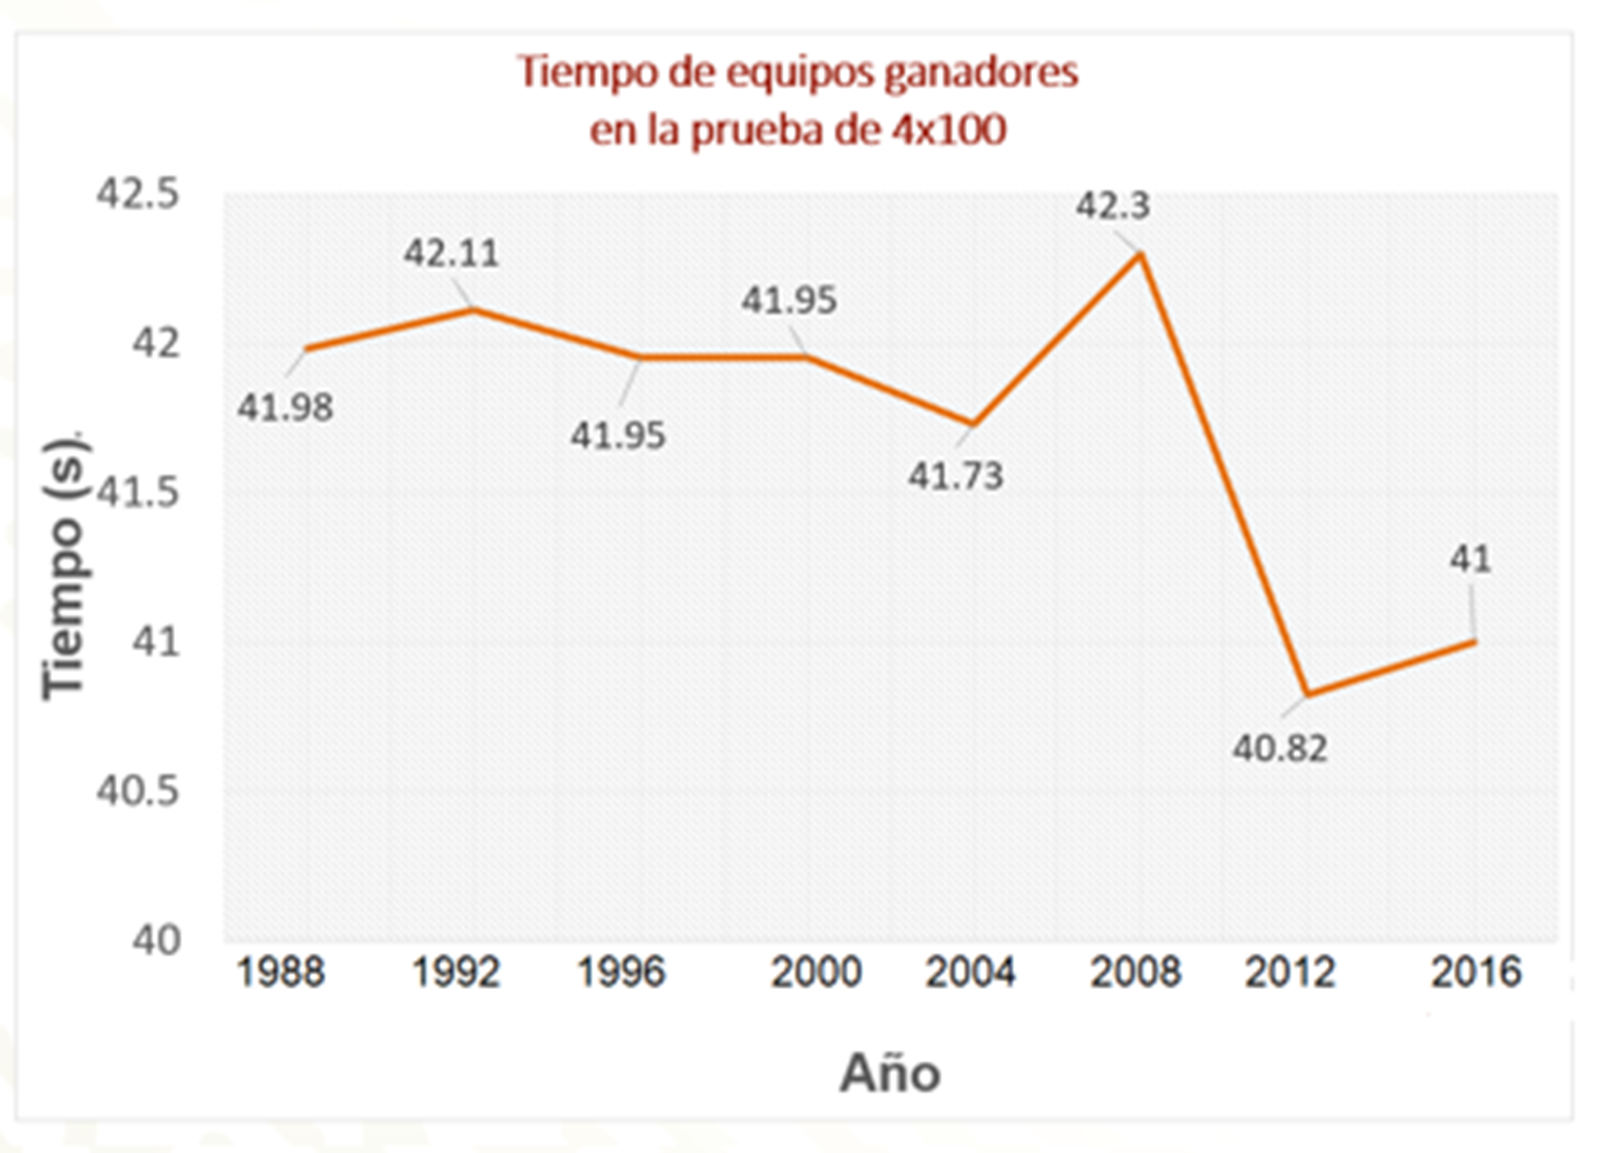 Tiempo de equipos ganadores
en la prueba de 4x100
42.5
42
41.5
41
40.5
40
Tiempo (s).
41.98
42.11
41.95
41.95
41.73
42.3
40.82
41
1988 1992 1996 2000 2004 2008 2012 2016
Año